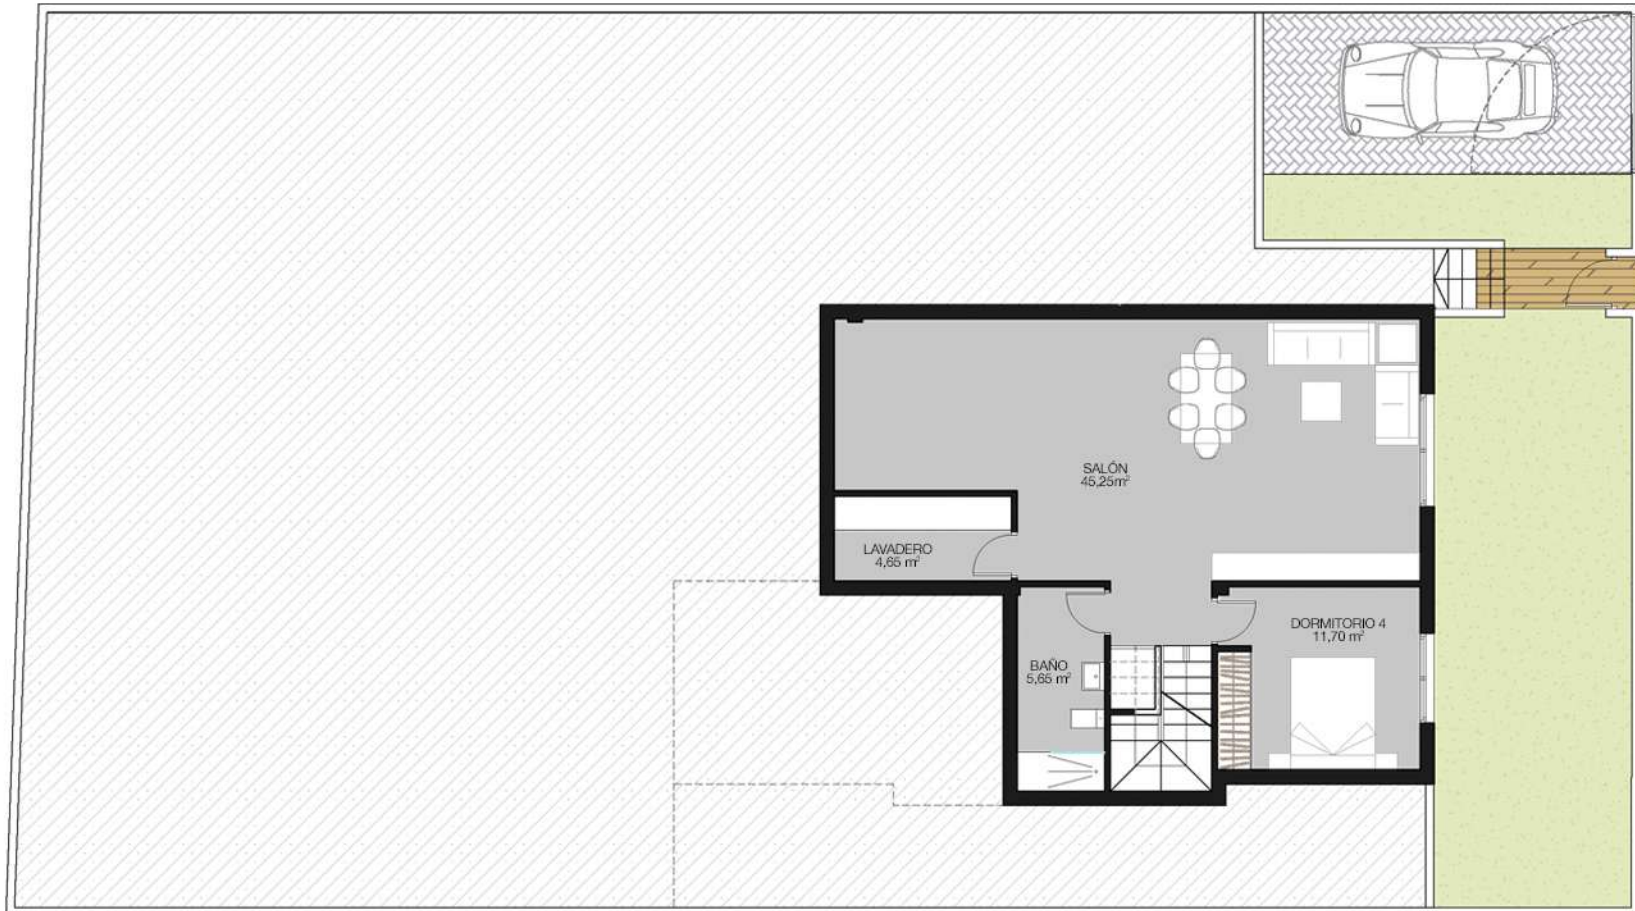 SALÓN
45,25m²
LAVADERO
4,65 m²
DORMITORIO 4
11,70 m²
BAÑO
5,65 m²